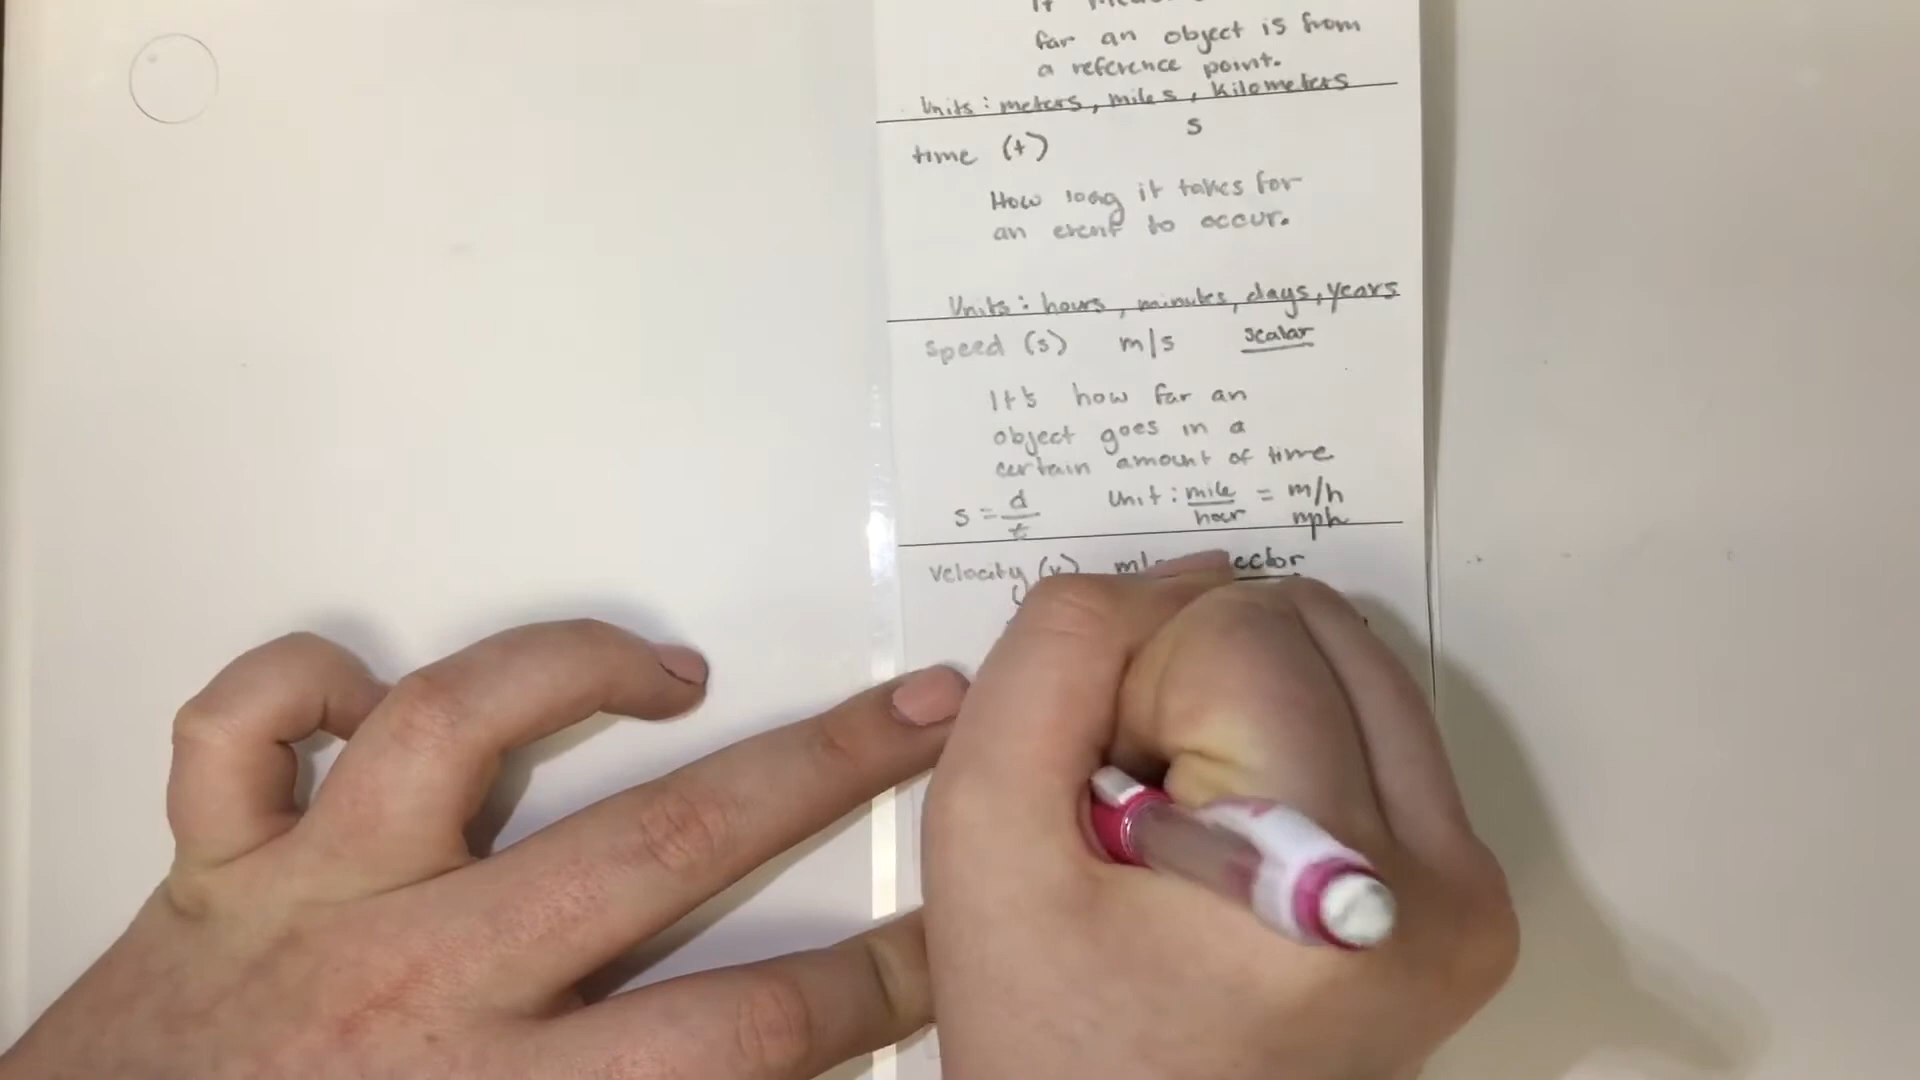 far an object is from
a reference point.
Units: meters, miles, kilometers
time (t) s
How long it takes for
an event to occur.
Units: hours, minutes, days, years
speed (s) m/s scalar
It's how far an
object goes in a
certain amount of time
s = d/t Unit: mile/hour = m/h
mph
velocity (v)